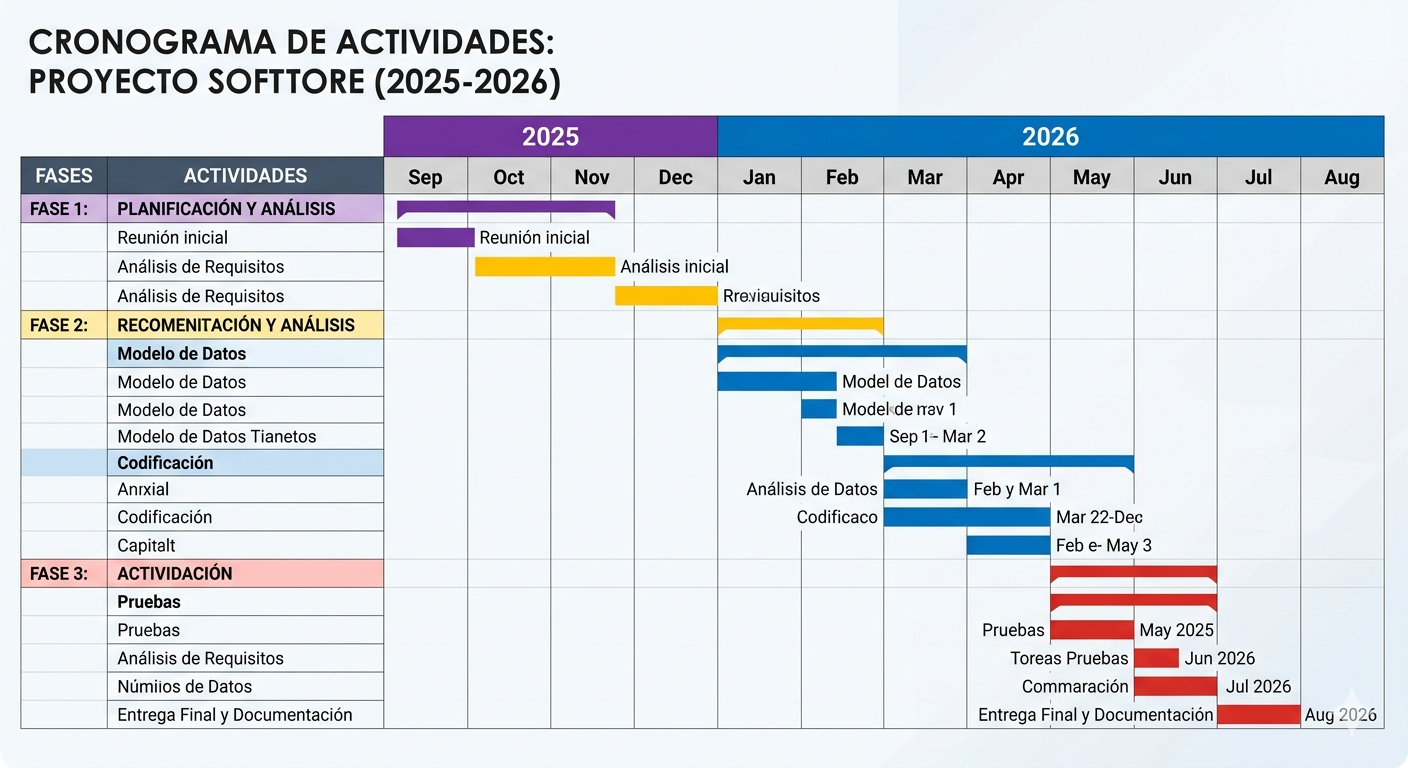 CRONOGRAMA DE ACTIVIDADES:
PROYECTO SOFTTORE (2025-2026)
2025 2026
FASES ACTIVIDADES Sep Oct Nov Dec Jan Feb Mar Apr May Jun Jul Aug
FASE 1: PLANIFICACIÓN Y ANÁLISIS
Reunión inicial Reunión inicial
Análisis de Requisitos Análisis inicial
Análisis de Requisitos
FASE 2: RECOMENITACIÓN Y ANÁLISIS
Modelo de Datos
Modelo de Datos Model de Datos
Modelo de Datos Model de 1
Modelo de Datos Tianetos Sep 1- Mar 2
Codificación
Anrxial Análisis de Datos Feb y Mar 1
Codificación Codificaco Mar 22-Dec
Capitalt Feb e- May 3
FASE 3: ACTIVIDACIÓN
Pruebas
Pruebas Pruebas May 2025
Análisis de Requisitos Toreas Pruebas Jun 2026
Númiios de Datos Commaración Jul 2026
Entrega Final y Documentación Entrega Final y Documentación Aug 2026